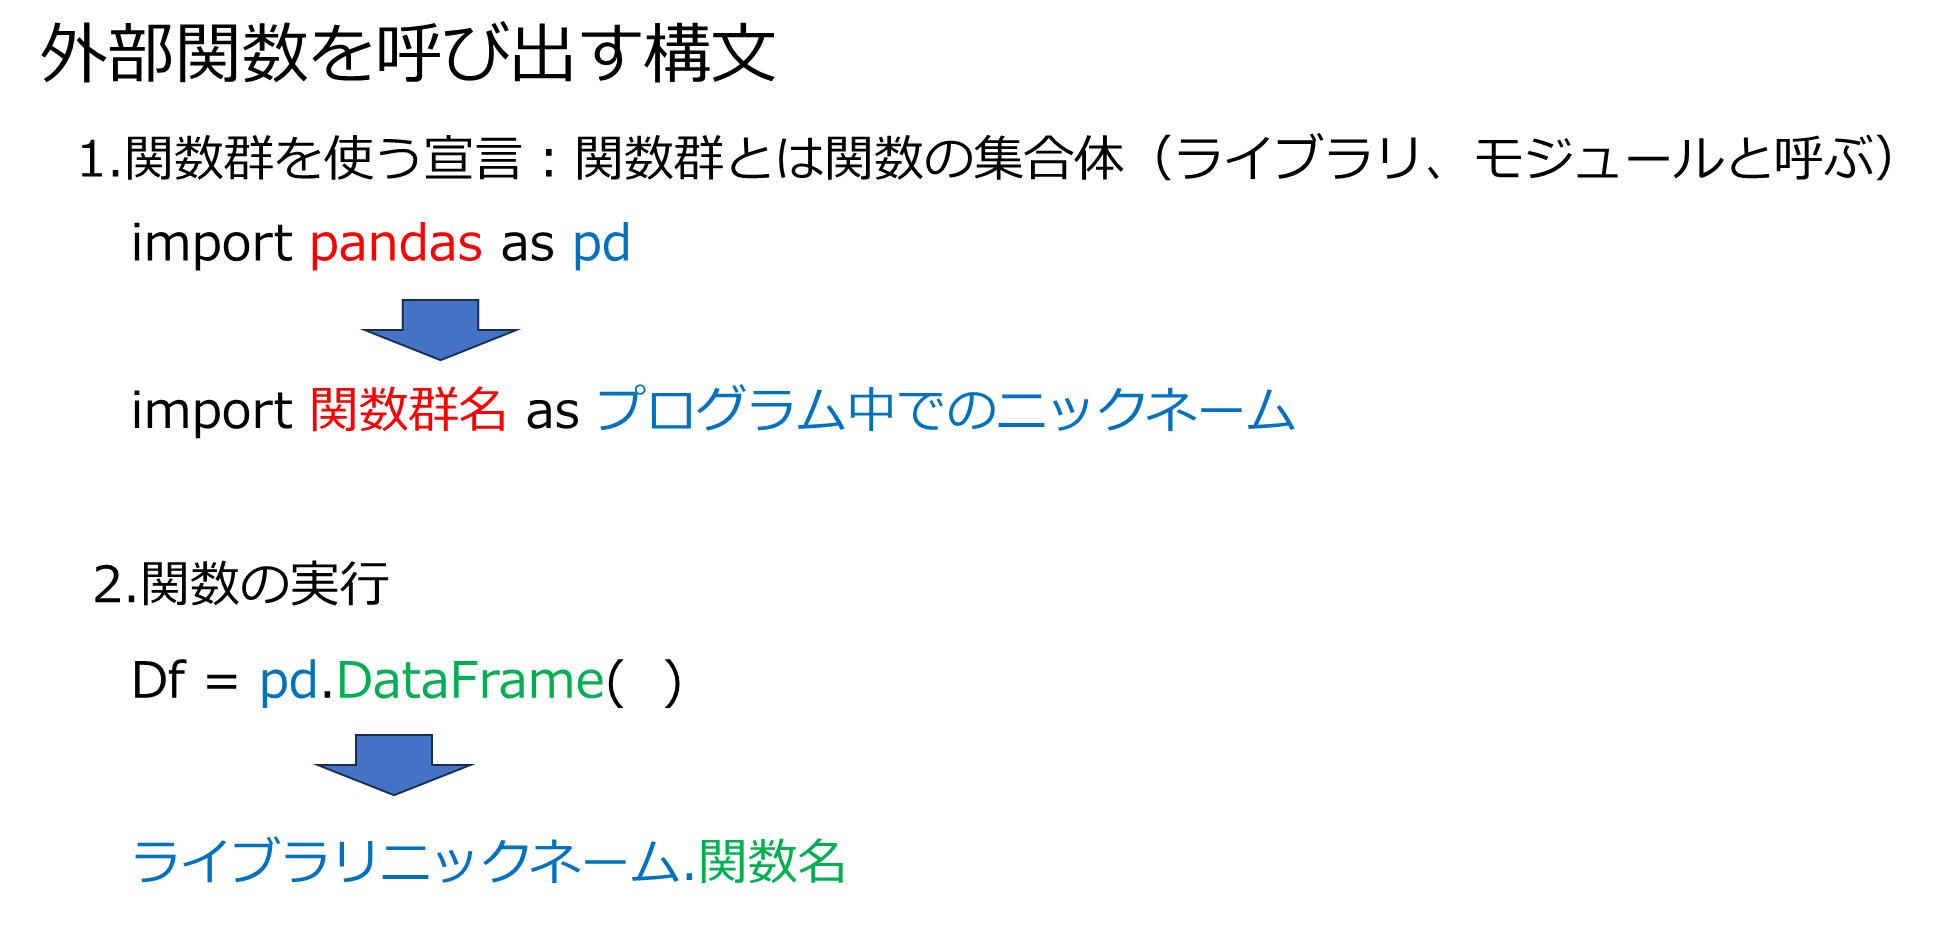 外部関数を呼び出す構文
1.関数群を使う宣言：関数群とは関数の集合体（ライブラリ、モジュールと呼ぶ）
import pandas as pd
import 関数群名 as プログラム中でのニックネーム
2.関数の実行
Df = pd.DataFrame(  )
ライブラリニックネーム.関数名